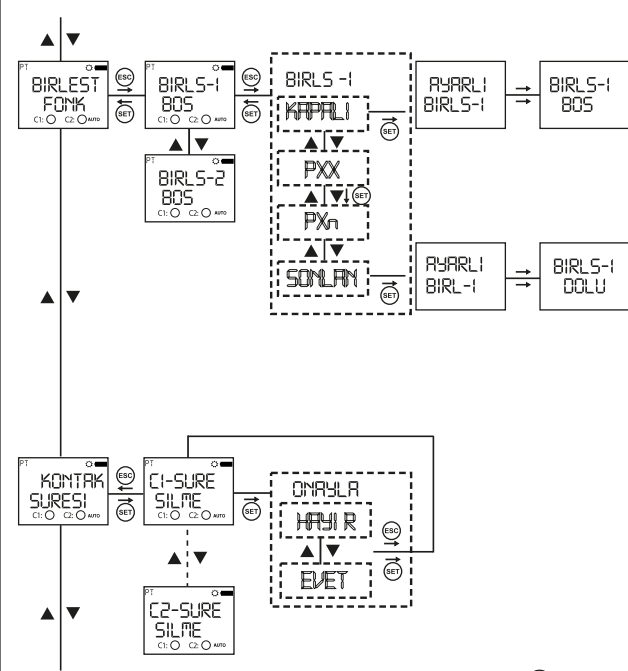 PT
BIRLEST
FONK
C1: C2: AUTO
ESC
SET
PT
BIRLS-1
BOS
C1: C2: AUTO
ESC
SET
PT
BIRLS-2
BOS
C1: C2: AUTO
BIRLS -1
KAPALI
SET
PXX
SET
PXn
SONLAN
SET
AYARLI
BIRLS-1
BIRLS-1
BOS
AYARLI
BIRL-1
BIRLS-1
DOLU
PT
KONTAK
SURESI
C1: C2: AUTO
ESC
SET
PT
C1-SURE
SILME
C1: C2: AUTO
SET
PT
C2-SURE
SILME
C1: C2: AUTO
ONAYLA
HAYI R
EVET
ESC
SET